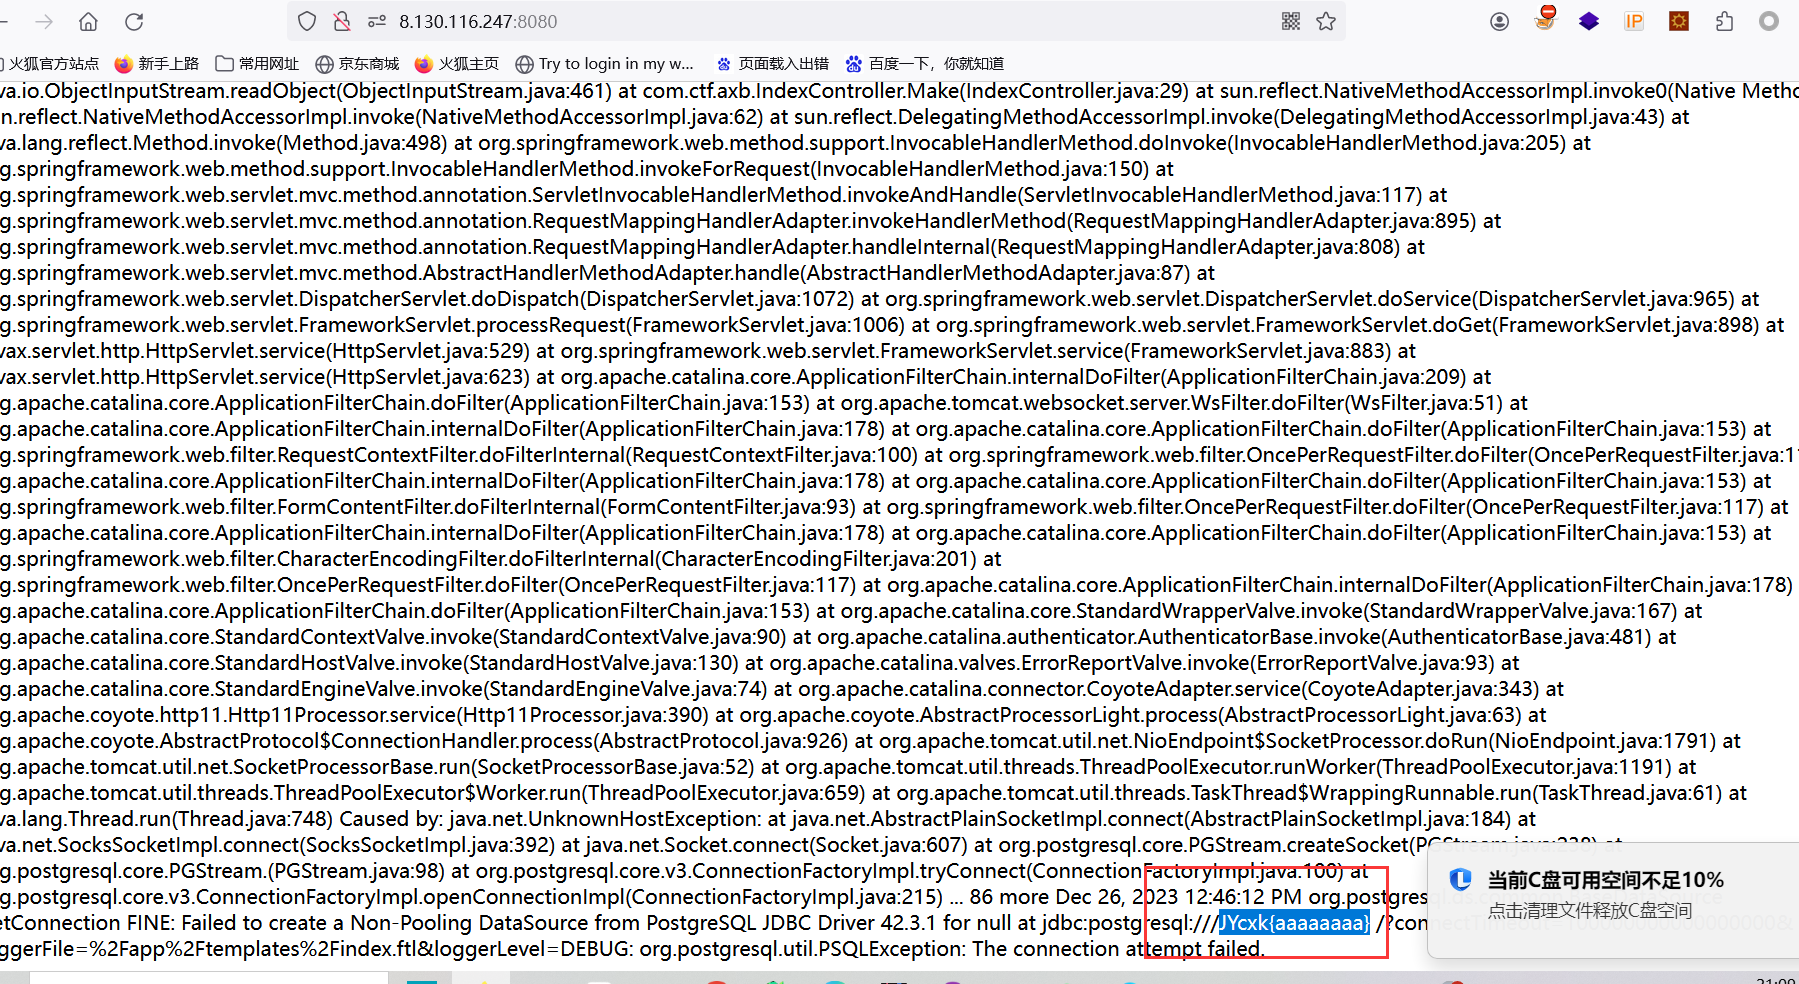 8.130.116.247:8080
IP
火狐官方站点 新手上路 常用网址 京东商城 火狐主页 Try to login in my w... 页面载入出错 百度一下，你就知道
va.io.ObjectInputStream.readObject(ObjectInputStream.java:461) at com.ctf.axb.IndexController.Make(IndexController.java:29) at sun.reflect.NativeMethodAccessorImpl.invoke0(Native Metho
n.reflect.NativeMethodAccessorImpl.invoke(NativeMethodAccessorImpl.java:62) at sun.reflect.DelegatingMethodAccessorImpl.invoke(DelegatingMethodAccessorImpl.java:43) at
va.lang.reflect.Method.invoke(Method.java:498) at org.springframework.web.method.support.InvocableHandlerMethod.doInvoke(InvocableHandlerMethod.java:205) at
g.springframework.web.method.support.InvocableHandlerMethod.invokeForRequest(InvocableHandlerMethod.java:150) at
g.springframework.web.servlet.mvc.method.annotation.ServletInvocableHandlerMethod.invokeAndHandle(ServletInvocableHandlerMethod.java:117) at
g.springframework.web.servlet.mvc.method.annotation.RequestMappingHandlerAdapter.invokeHandlerMethod(RequestMappingHandlerAdapter.java:895) at
g.springframework.web.servlet.mvc.method.annotation.RequestMappingHandlerAdapter.handleInternal(RequestMappingHandlerAdapter.java:808) at
g.springframework.web.servlet.mvc.method.AbstractHandlerMethodAdapter.handle(AbstractHandlerMethodAdapter.java:87) at
g.springframework.web.servlet.DispatcherServlet.doDispatch(DispatcherServlet.java:1072) at org.springframework.web.servlet.DispatcherServlet.doService(DispatcherServlet.java:965) at
g.springframework.web.servlet.FrameworkServlet.processRequest(FrameworkServlet.java:1006) at org.springframework.web.servlet.FrameworkServlet.doGet(FrameworkServlet.java:898) at
vax.servlet.http.HttpServlet.service(HttpServlet.java:529) at org.springframework.web.servlet.FrameworkServlet.service(FrameworkServlet.java:883) at
vax.servlet.http.HttpServlet.service(HttpServlet.java:623) at org.apache.catalina.core.ApplicationFilterChain.internalDoFilter(ApplicationFilterChain.java:209) at
g.apache.catalina.core.ApplicationFilterChain.doFilter(ApplicationFilterChain.java:153) at org.apache.tomcat.websocket.server.WsFilter.doFilter(WsFilter.java:51) at
g.apache.catalina.core.ApplicationFilterChain.internalDoFilter(ApplicationFilterChain.java:178) at org.apache.catalina.core.ApplicationFilterChain.doFilter(ApplicationFilterChain.java:153) at
g.springframework.web.filter.RequestContextFilter.doFilterInternal(RequestContextFilter.java:100) at org.springframework.web.filter.OncePerRequestFilter.doFilter(OncePerRequestFilter.java:11
g.apache.catalina.core.ApplicationFilterChain.internalDoFilter(ApplicationFilterChain.java:178) at org.apache.catalina.core.ApplicationFilterChain.doFilter(ApplicationFilterChain.java:153) at
g.springframework.web.filter.FormContentFilter.doFilterInternal(FormContentFilter.java:93) at org.springframework.web.filter.OncePerRequestFilter.doFilter(OncePerRequestFilter.java:117) at
g.apache.catalina.core.ApplicationFilterChain.internalDoFilter(ApplicationFilterChain.java:178) at org.apache.catalina.core.ApplicationFilterChain.doFilter(ApplicationFilterChain.java:153) at
g.springframework.web.filter.CharacterEncodingFilter.doFilterInternal(CharacterEncodingFilter.java:201) at
g.springframework.web.filter.OncePerRequestFilter.doFilter(OncePerRequestFilter.java:117) at org.apache.catalina.core.ApplicationFilterChain.internalDoFilter(ApplicationFilterChain.java:178)
g.apache.catalina.core.ApplicationFilterChain.doFilter(ApplicationFilterChain.java:153) at org.apache.catalina.core.StandardWrapperValve.invoke(StandardWrapperValve.java:167) at
g.apache.catalina.core.StandardContextValve.invoke(StandardContextValve.java:90) at org.apache.catalina.authenticator.AuthenticatorBase.invoke(AuthenticatorBase.java:481) at
g.apache.catalina.core.StandardHostValve.invoke(StandardHostValve.java:130) at org.apache.catalina.valves.ErrorReportValve.invoke(ErrorReportValve.java:93) at
g.apache.catalina.core.StandardEngineValve.invoke(StandardEngineValve.java:74) at org.apache.catalina.connector.CoyoteAdapter.service(CoyoteAdapter.java:343) at
g.apache.coyote.http11.Http11Processor.service(Http11Processor.java:390) at org.apache.coyote.AbstractProcessorLight.process(AbstractProcessorLight.java:63) at
g.apache.coyote.AbstractProtocol$ConnectionHandler.process(AbstractProtocol.java:926) at org.apache.tomcat.util.net.NioEndpoint$SocketProcessor.doRun(NioEndpoint.java:1791) at
g.apache.tomcat.util.net.SocketProcessorBase.run(SocketProcessorBase.java:52) at org.apache.tomcat.util.threads.ThreadPoolExecutor.runWorker(ThreadPoolExecutor.java:1191) at
g.apache.tomcat.util.threads.ThreadPoolExecutor$Worker.run(ThreadPoolExecutor.java:659) at org.apache.tomcat.util.threads.TaskThread$WrappingRunnable.run(TaskThread.java:61) at
va.lang.Thread.run(Thread.java:748) Caused by: java.net.UnknownHostException: at java.net.AbstractPlainSocketImpl.connect(AbstractPlainSocketImpl.java:184) at
va.net.SocksSocketImpl.connect(SocksSocketImpl.java:392) at java.net.Socket.connect(Socket.java:607) at org.postgresql.core.PGStream.createSocket(PGStream.java:238) at
g.postgresql.core.PGStream.(PGStream.java:98) at org.postgresql.core.v3.ConnectionFactoryImpl.tryConnect(ConnectionFactoryImpl.java:100) at
g.postgresql.core.v3.ConnectionFactoryImpl.openConnectionImpl(ConnectionFactoryImpl.java:215) ... 86 more Dec 26, 2023 12:46:12 PM org.postgresql
etConnection FINE: Failed to create a Non-Pooling DataSource from PostgreSQL JDBC Driver 42.3.1 for null at jdbc:postgresql:///JYcxk{aaaaaaaa} /?connectTimeout
ggerFile=%2Fapp%2Ftemplates%2Findex.ftl&loggerLevel=DEBUG: org.postgresql.util.PSQLException: The connection attempt failed.
当前C盘可用空间不足10%
点击清理文件释放C盘空间